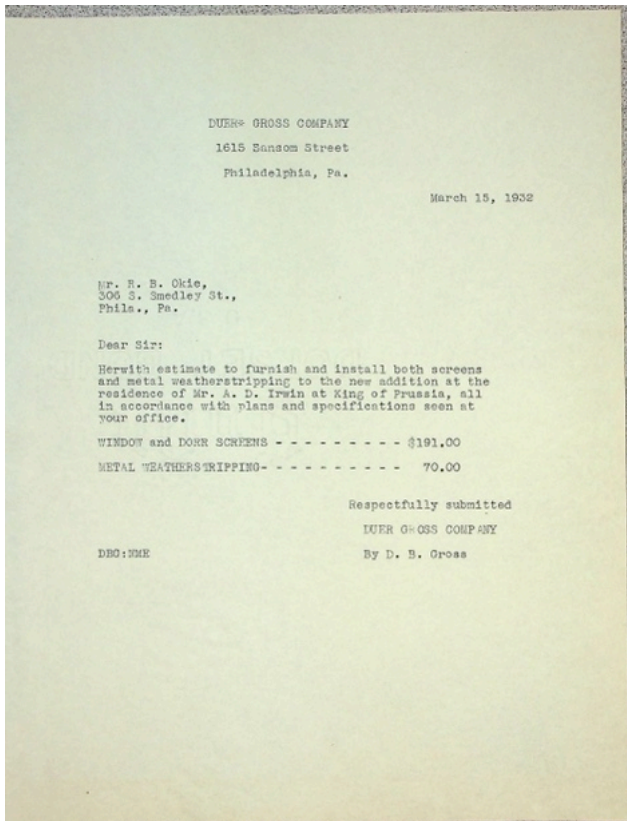 DUER= GROSS COMPANY
1615 Sansom Street
Philadelphia, Pa.
March 15, 1932
Mr. R. B. Okie,
306 S. Smedley St.,
Phila., Pa.
Dear Sir:
Herwith estimate to furnish and install both screens
and metal weatherstripping to the new addition at the
residence of Mr. A. D. Irwin at King of Prussia, all
in accordance with plans and specifications seen at
your office.
WINDOW and DORR SCREENS - - - - - - - - - $191.00
METAL WEATHERSTRIPPING- - - - - - - - - - 70.00
Respectfully submitted
DUER GROSS COMPANY
DBG:NME By D. B. Gross